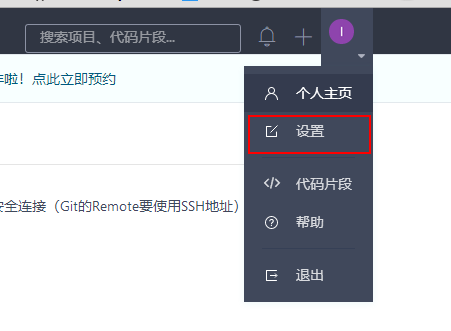 搜索项目、代码片段...
I
啦！点此立即预约
个人主页
设置
安全连接（Git的Remote要使用SSH地址）
</> 代码片段
帮助
退出